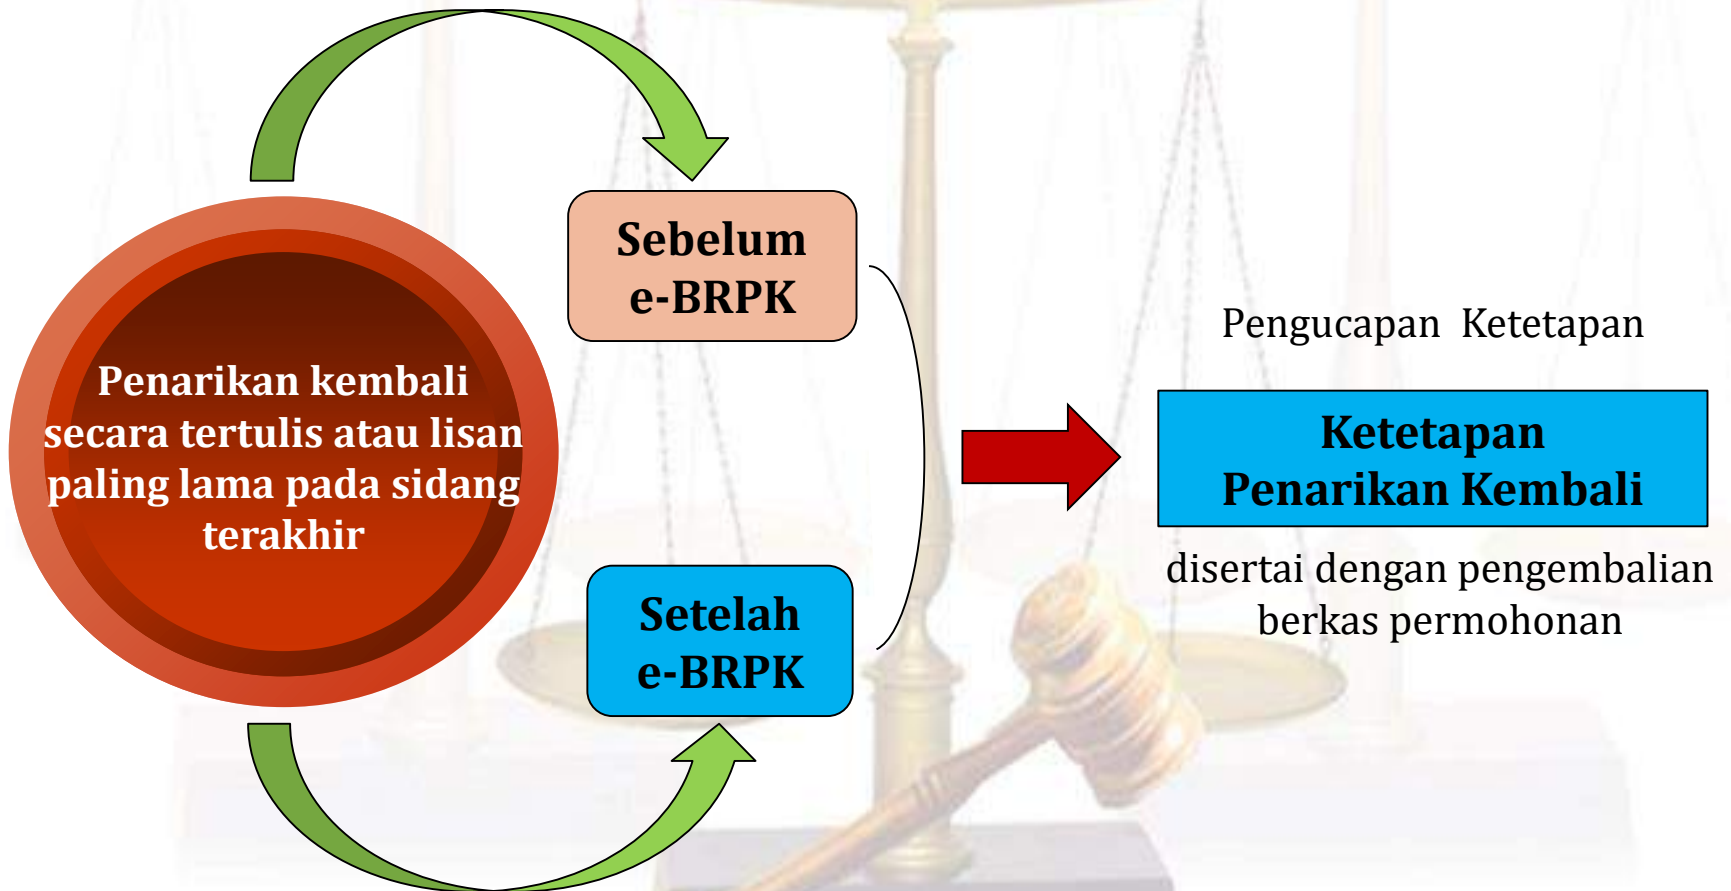 Penarikan kembali
secara tertulis atau lisan
paling lama pada sidang
terakhir
Sebelum
e-BRPK
Setelah
e-BRPK
Pengucapan Ketetapan
Ketetapan
Penarikan Kembali
disertai dengan pengembalian
berkas permohonan